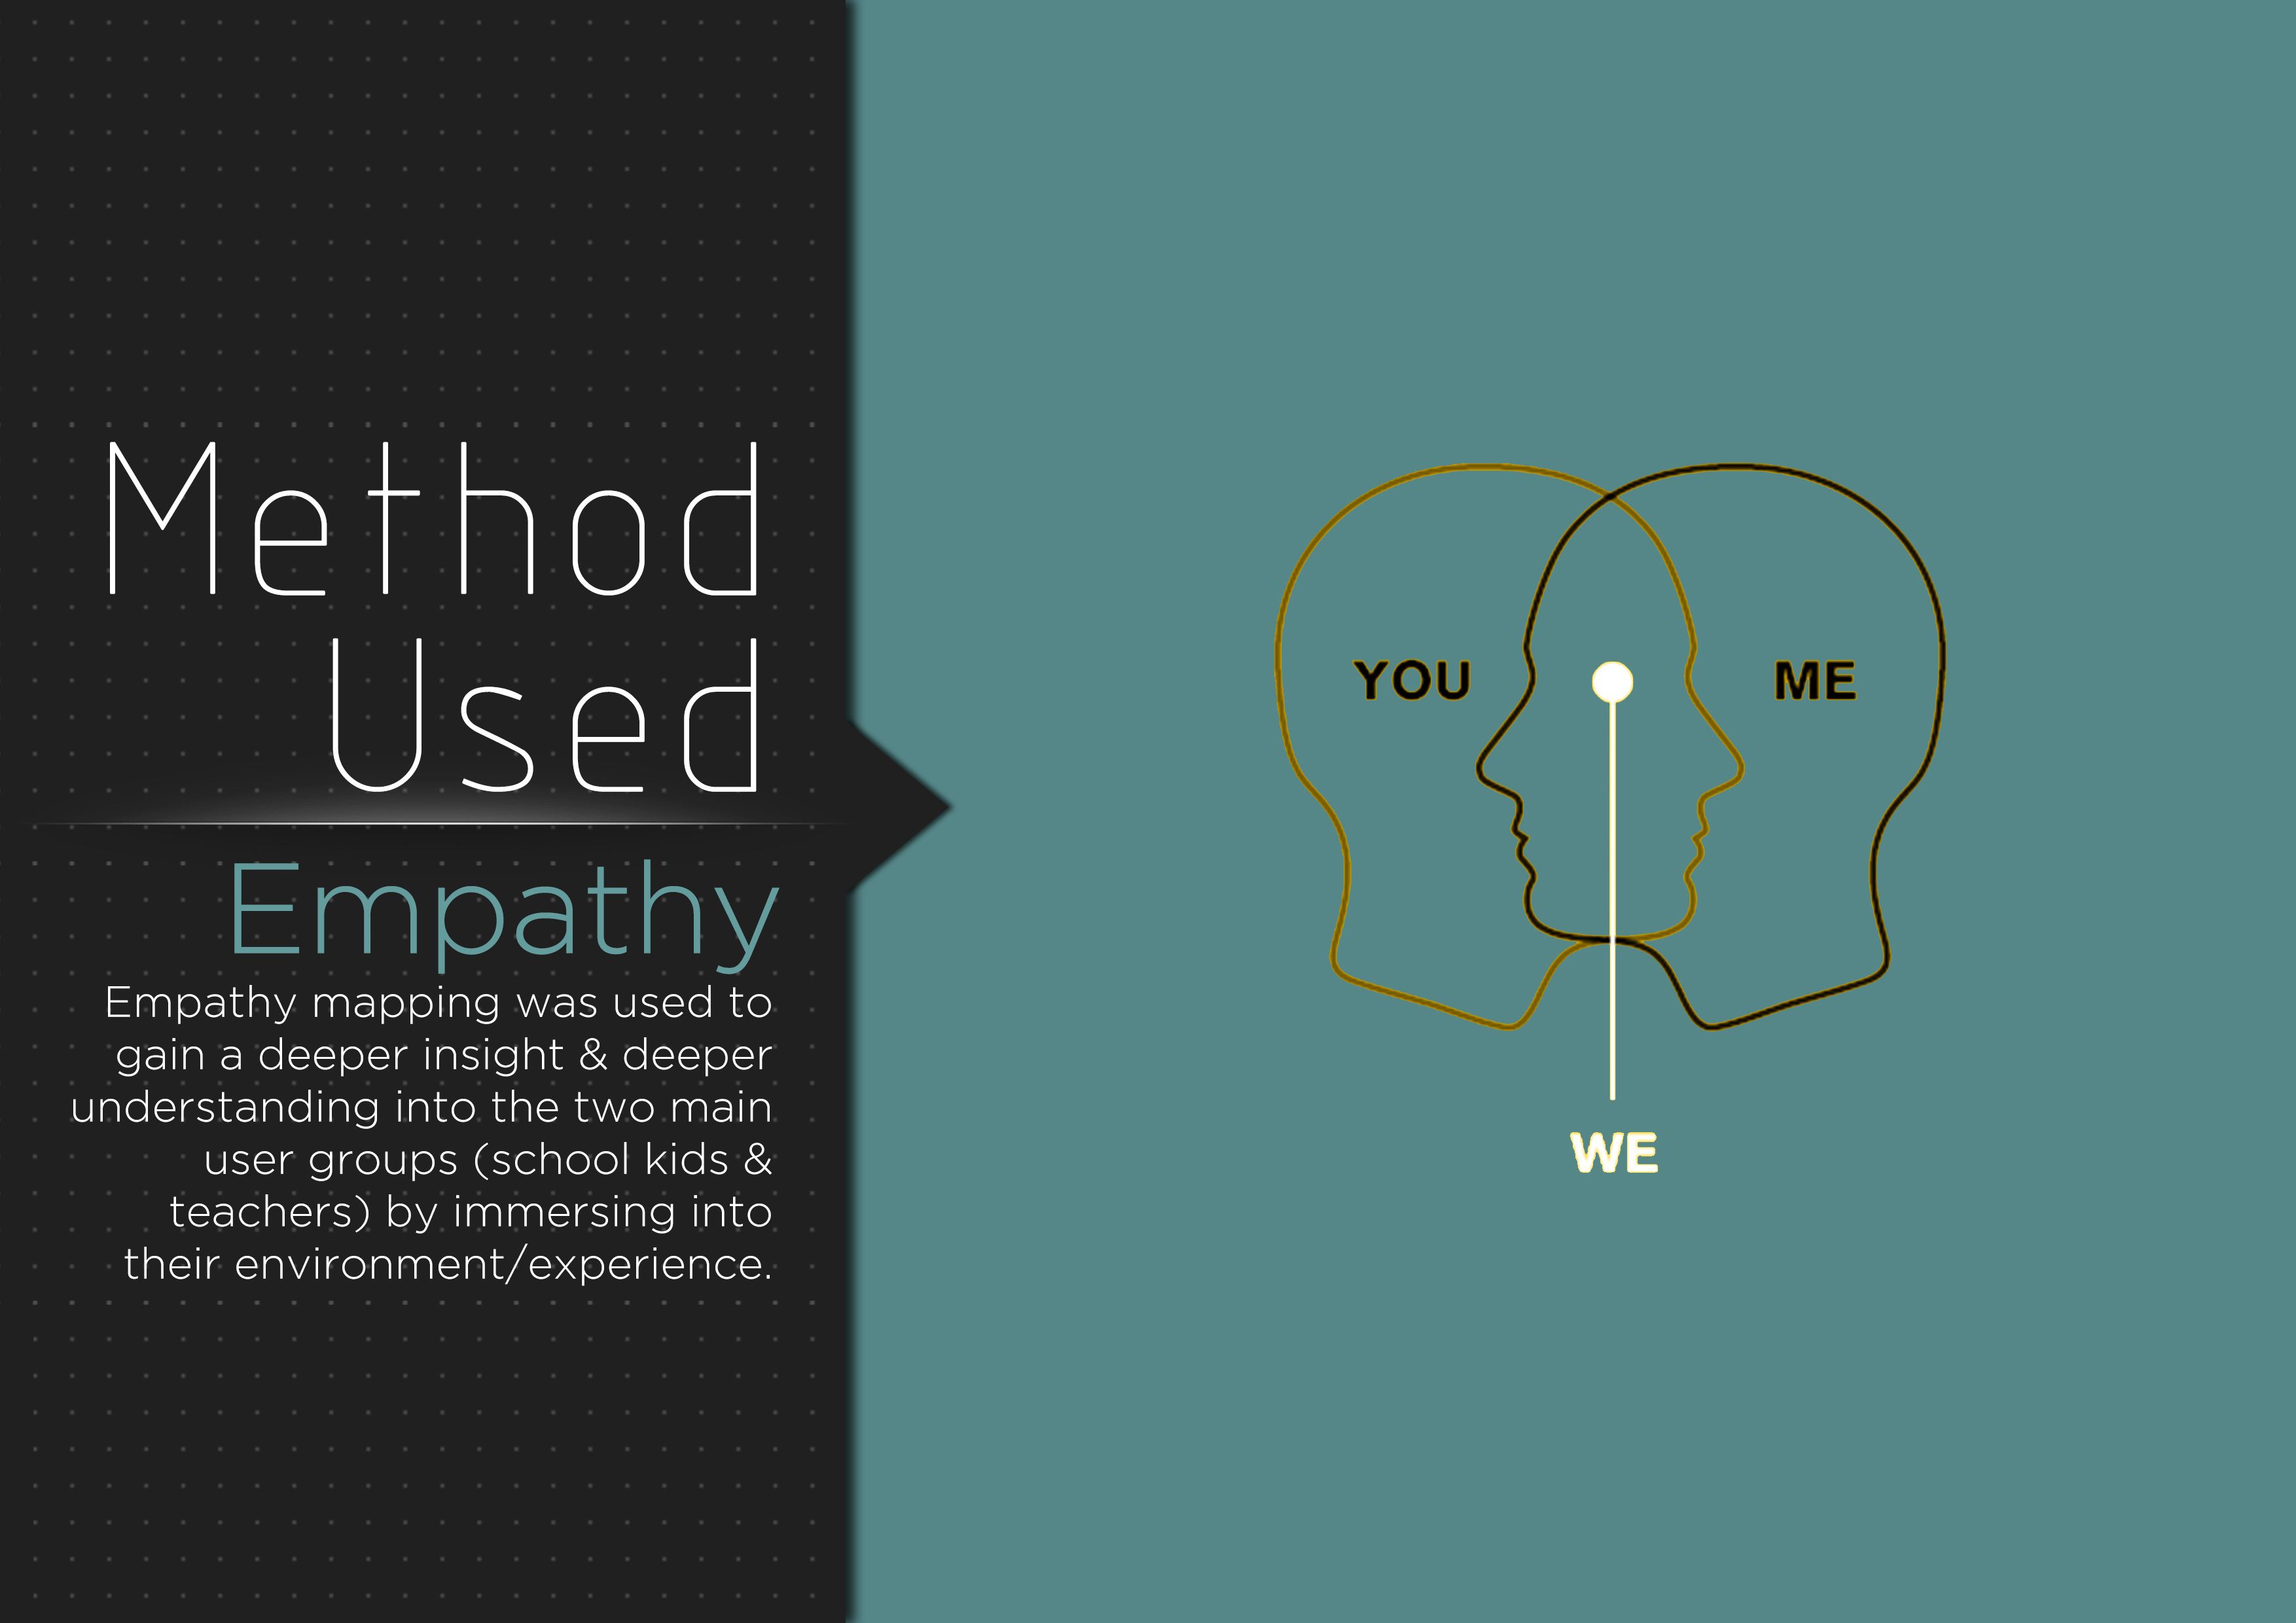 Method
Used
Empathy
Empathy mapping was used to
gain a deeper insight & deeper
understanding into the two main
user groups (school kids &
teachers) by immersing into
their environment/experience.
YOU
ME
WE